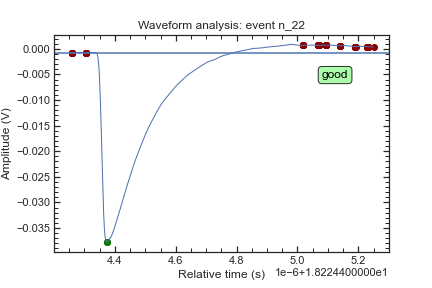 Waveform analysis: event n_22
0.000
−0.005
−0.010
−0.015
−0.020
−0.025
−0.030
−0.035
Amplitude (V)
good
4.4
4.6
4.8
5.0
5.2
Relative time (s)
1e−6+1.8224400000e1